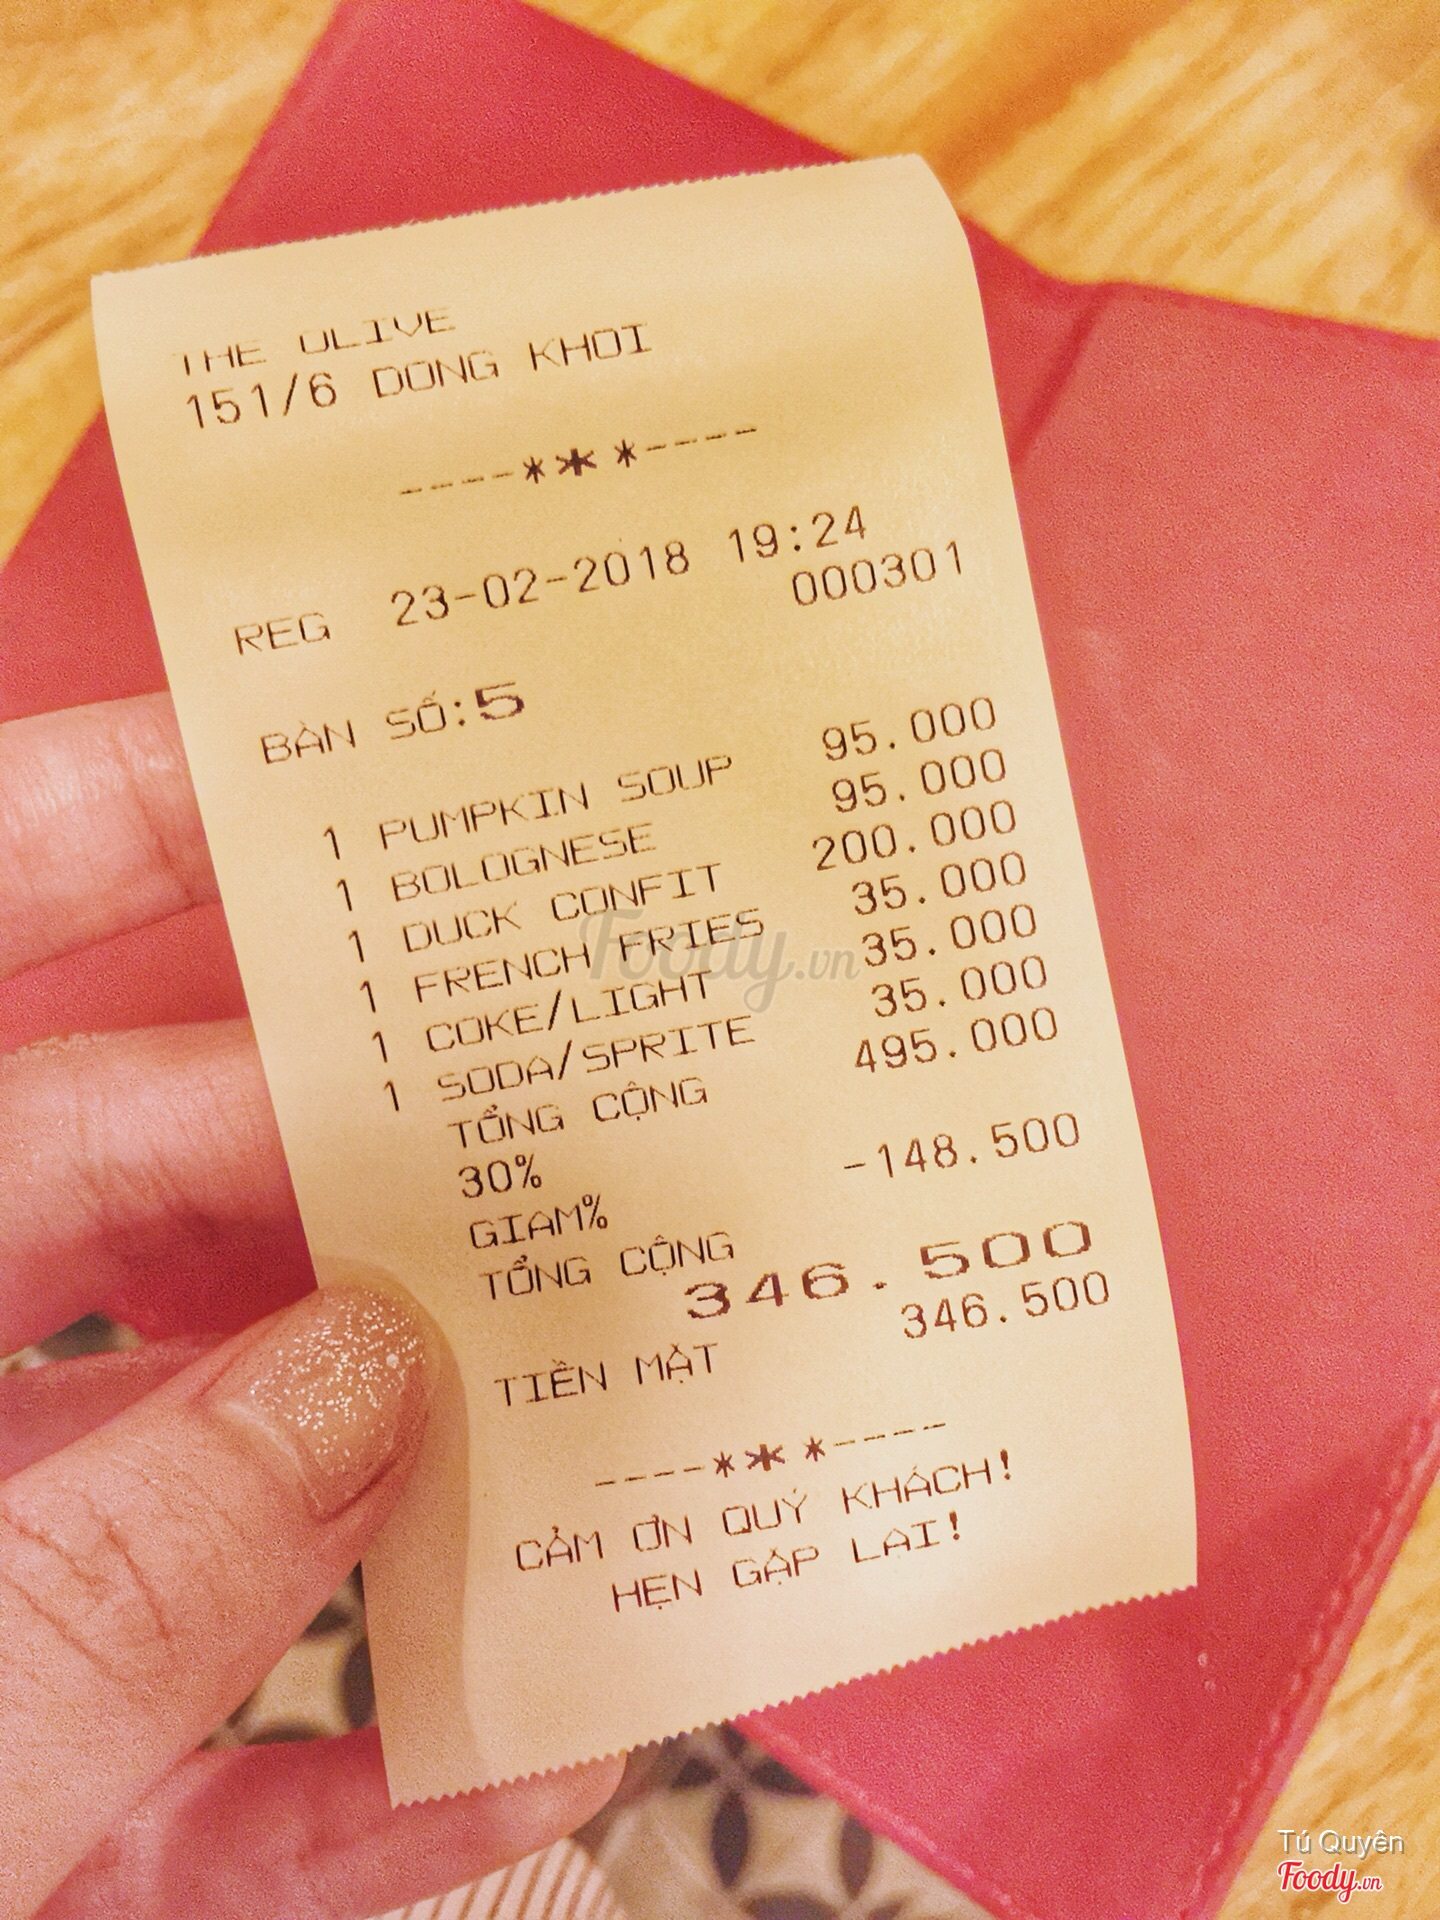 THE OLIVE
151/6 DONG KHOI
----***----
REG 23-02-2018 19:24
000301
BÀN SỐ:5
1 PUMPKIN SOUP 95.000
1 BOLOGNESE 95.000
1 DUCK CONFIT 200.000
1 FRENCH FRIES 35.000
1 COKE/LIGHT 35.000
1 SODA/SPRITE 35.000
TỔNG CỘNG 495.000
30%
GIAM% -148.500
TỔNG CỘNG
346.500
TIỀN MẶT 346.500
----***----
CẢM ƠN QUÝ KHÁCH!
HẸN GẶP LẠI!
Foody.vn
Tú Quyên
Foody.vn